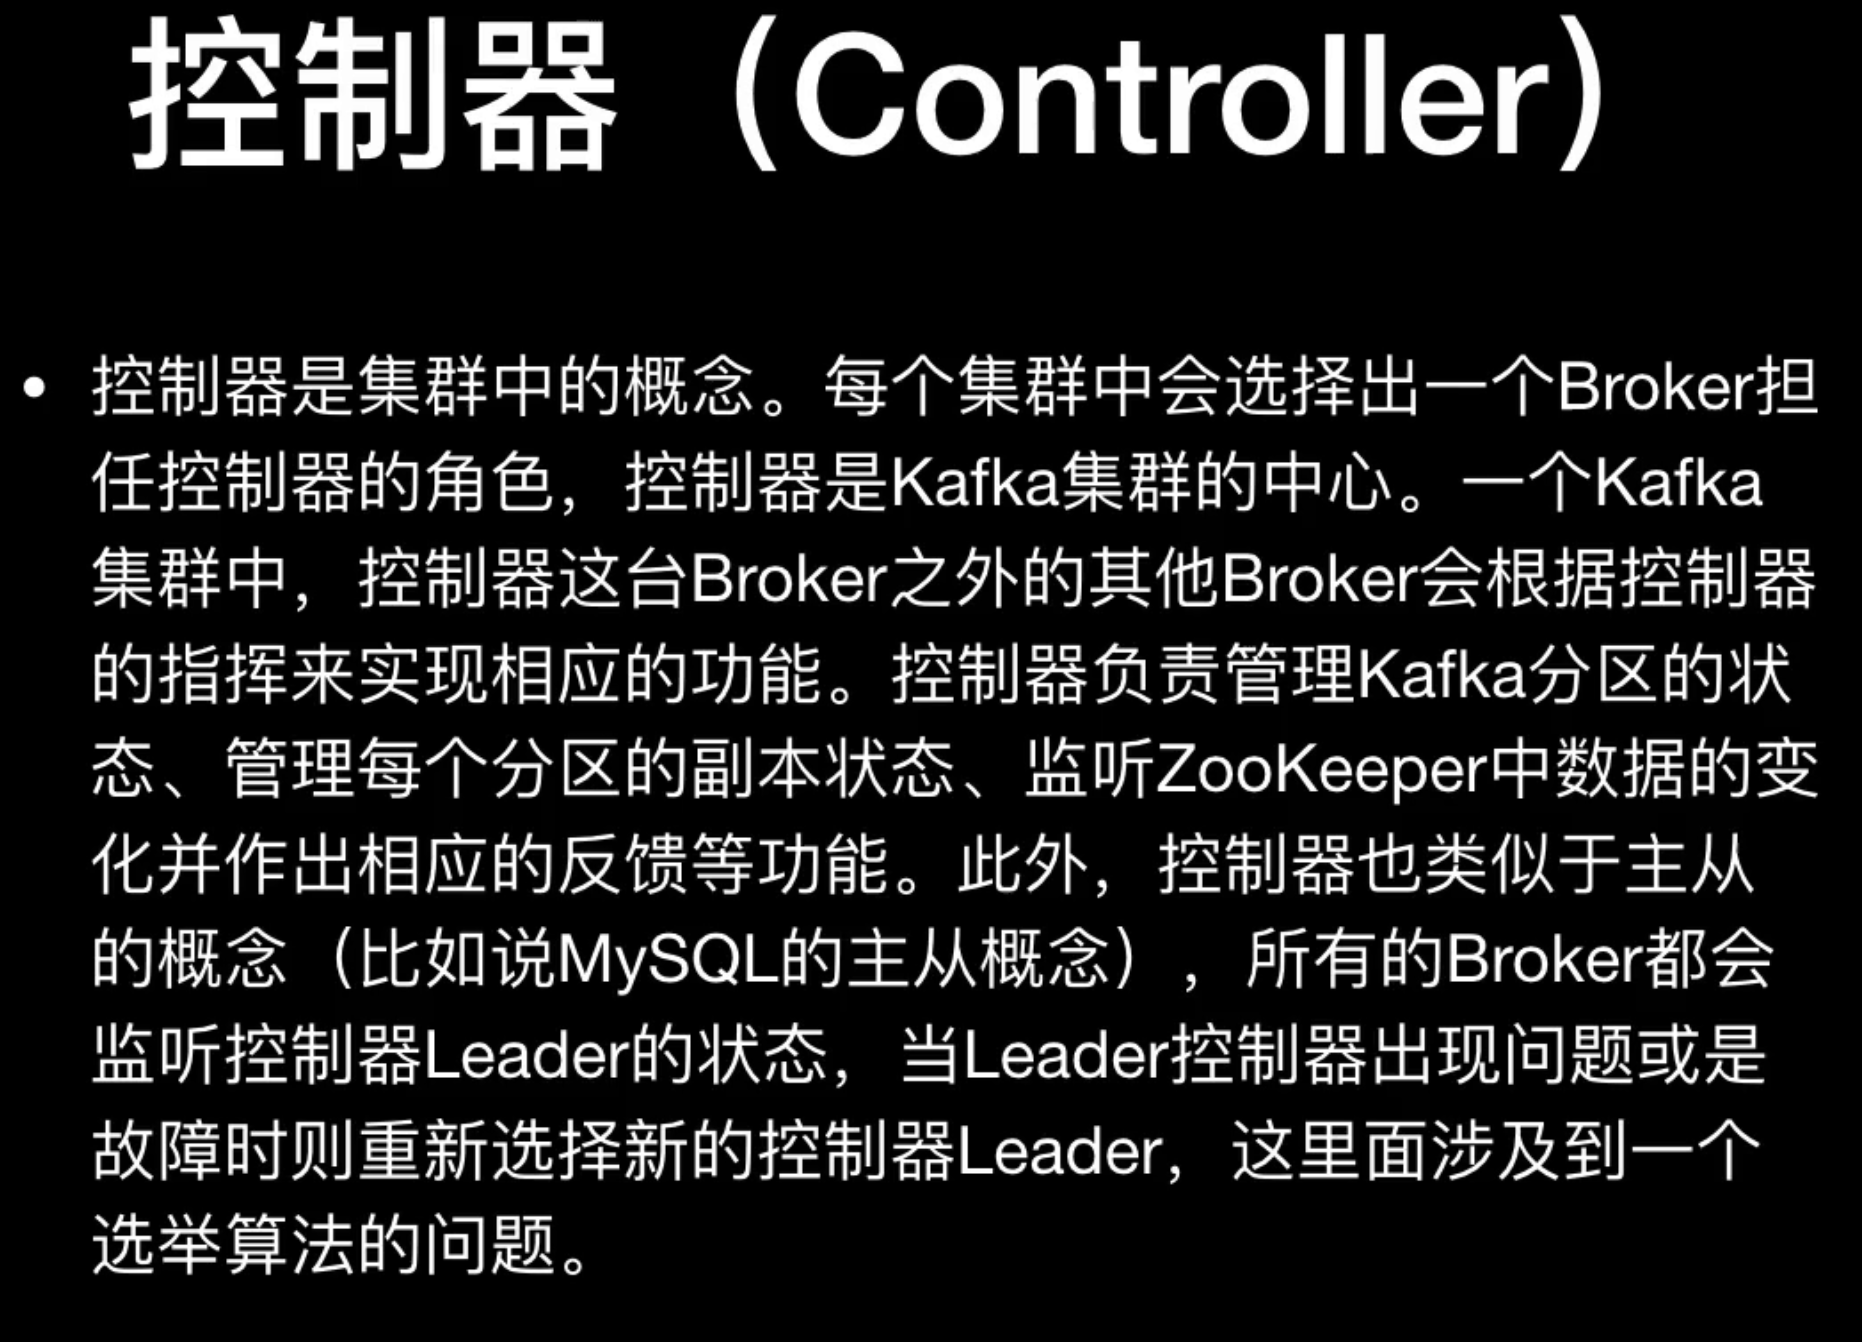 控制器（Controller）
• 控制器是集群中的概念。每个集群中会选择出一个Broker担
任控制器的角色，控制器是Kafka集群的中心。一个Kafka
集群中，控制器这台Broker之外的其他Broker会根据控制器
的指挥来实现相应的功能。控制器负责管理Kafka分区的状
态、管理每个分区的副本状态、监听ZooKeeper中数据的变
化并作出相应的反馈等功能。此外，控制器也类似于主从
的概念（比如说MySQL的主从概念），所有的Broker都会
监听控制器Leader的状态，当Leader控制器出现问题或是
故障时则重新选择新的控制器Leader，这里面涉及到一个
选举算法的问题。